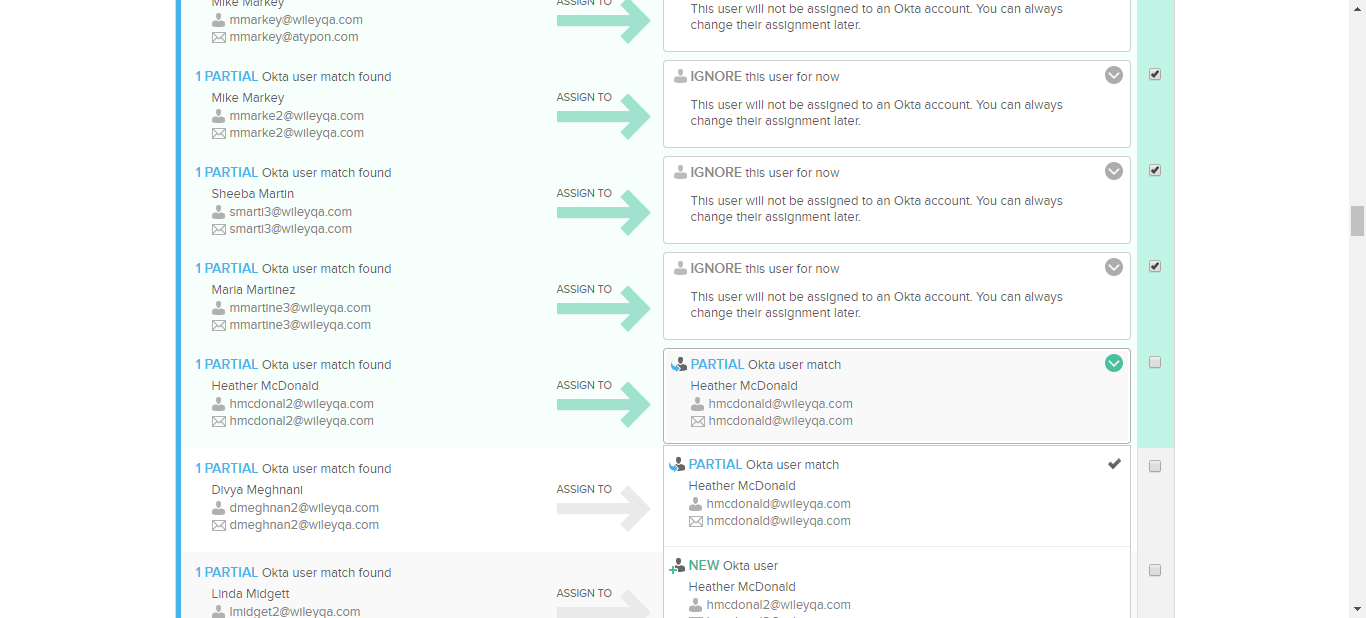 Mike Markey
mmarkey@wileyqa.com
mmarkey@atypon.com
ASSIGN TO
This user will not be assigned to an Okta account. You can always
change their assignment later.
1 PARTIAL Okta user match found
Mike Markey
mmarke2@wileyqa.com
mmarke2@wileyqa.com
ASSIGN TO
IGNORE this user for now
This user will not be assigned to an Okta account. You can always
change their assignment later.
1 PARTIAL Okta user match found
Sheeba Martin
smarti3@wileyqa.com
smarti3@wileyqa.com
ASSIGN TO
IGNORE this user for now
This user will not be assigned to an Okta account. You can always
change their assignment later.
1 PARTIAL Okta user match found
Maria Martinez
mmartine3@wileyqa.com
mmartine3@wileyqa.com
ASSIGN TO
IGNORE this user for now
This user will not be assigned to an Okta account. You can always
change their assignment later.
1 PARTIAL Okta user match found
Heather McDonald
hmcdonal2@wileyqa.com
hmcdonal2@wileyqa.com
ASSIGN TO
PARTIAL Okta user match
Heather McDonald
hmcdonald@wileyqa.com
hmcdonald@wileyqa.com
1 PARTIAL Okta user match found
Divya Meghnani
dmeghnan2@wileyqa.com
dmeghnan2@wileyqa.com
ASSIGN TO
PARTIAL Okta user match
Heather McDonald
hmcdonald@wileyqa.com
hmcdonald@wileyqa.com
1 PARTIAL Okta user match found
Linda Midgett
lmidget2@wileyqa.com
ASSIGN TO
NEW Okta user
Heather McDonald
hmcdonal2@wileyqa.com